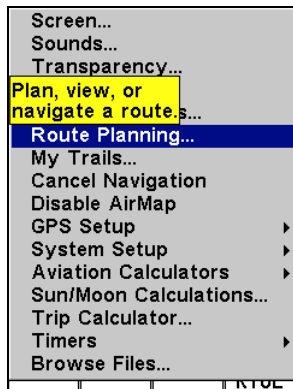 Screen...
Sounds...
Transparency...
Plan, view, or
navigate a route.s...
Route Planning...
My Trails...
Cancel Navigation
Disable AirMap
GPS Setup
System Setup
Aviation Calculators
Sun/Moon Calculations...
Trip Calculator...
Timers
Browse Files...